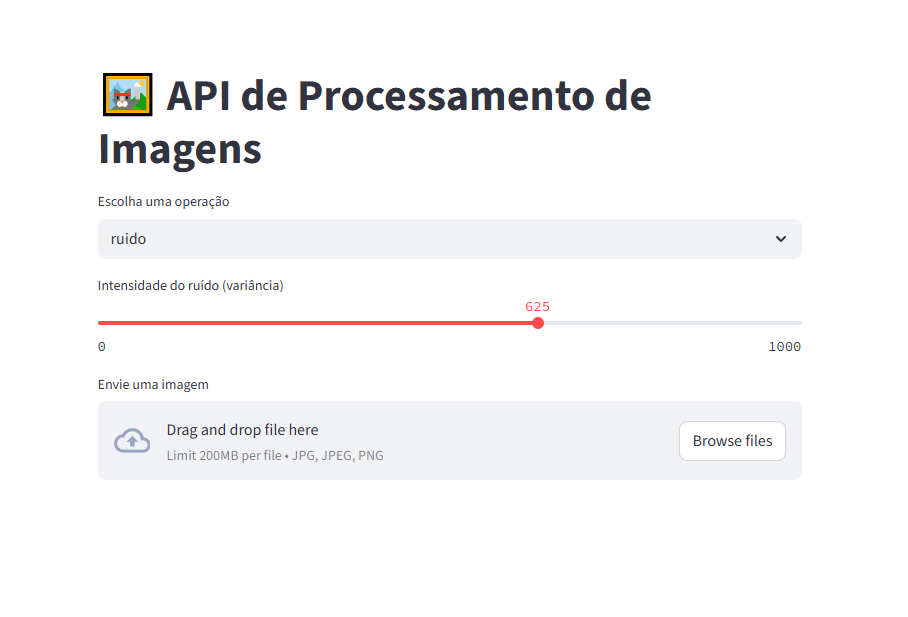 API de Processamento de
Imagens
Escolha uma operação
ruido
Intensidade do ruído (variância)
625
0 1000
Envie uma imagem
Drag and drop file here
Limit 200MB per file • JPG, JPEG, PNG
Browse files